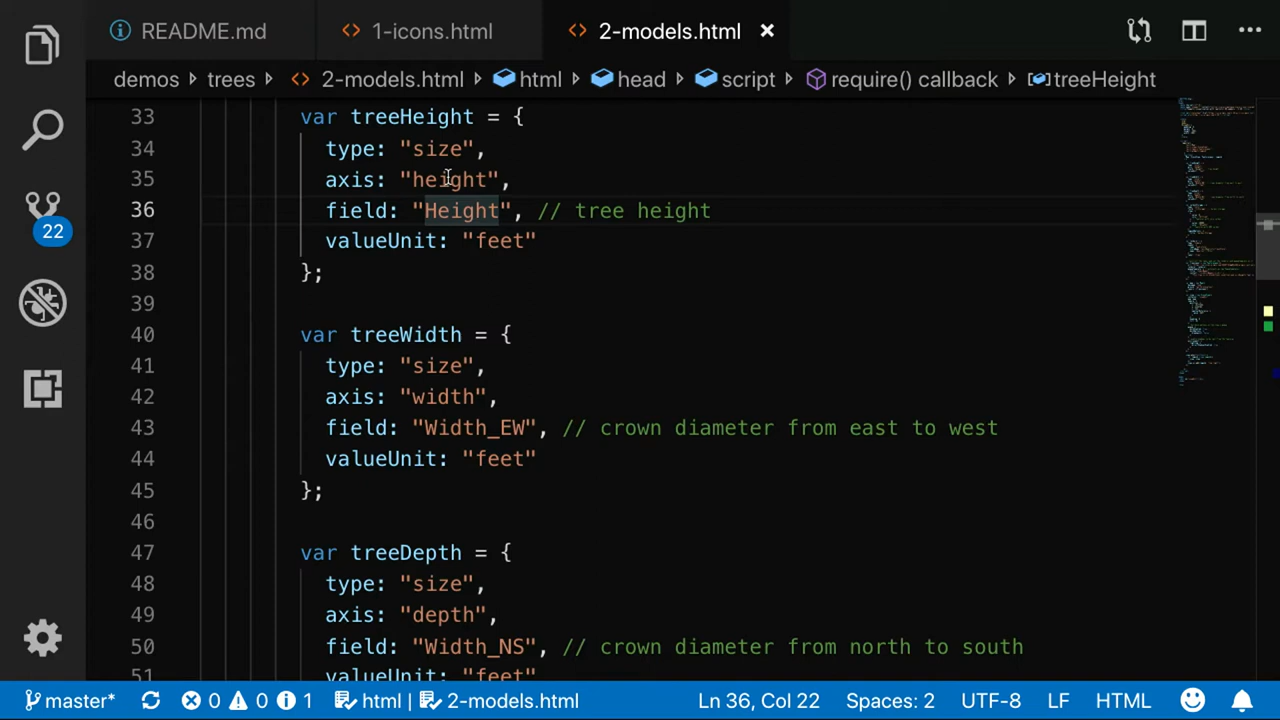 README.md 1-icons.html 2-models.html
demos trees 2-models.html html head script require() callback treeHeight
33 var treeHeight = {
34 type: "size",
35 axis: "height",
36 field: "Height", // tree height
37 valueUnit: "feet"
38 };
39
40 var treeWidth = {
41 type: "size",
42 axis: "width",
43 field: "Width_EW", // crown diameter from east to west
44 valueUnit: "feet"
45 };
46
47 var treeDepth = {
48 type: "size",
49 axis: "depth",
50 field: "Width_NS", // crown diameter from north to south
51 valueUnit: "feet"
22
master* 0 0 1 html 2-models.html Ln 36, Col 22 Spaces: 2 UTF-8 LF HTML